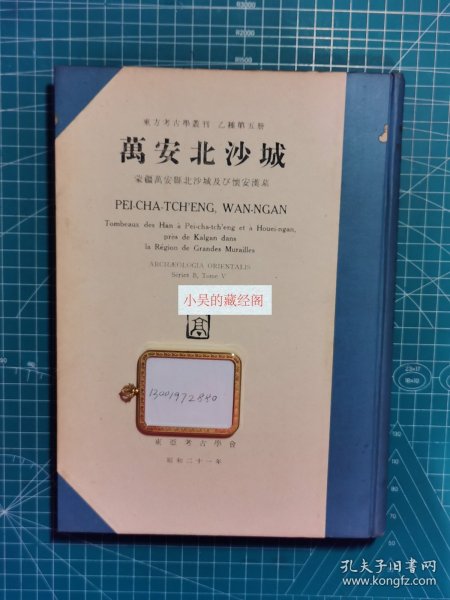 東方考古學叢刊 乙種第五冊
萬安北沙城
蒙疆萬安縣北沙城及び懷安漢墓
PEI-CHA-TCH'ENG, WAN-NGAN
Tombeaux des Han à Pei-cha-tch'eng et à Houei-ngan,
près de Kalgan dans
la Région de Grandes Murailles
ARCHÆOLOGIA ORIENTALIS
Series B, Tome V
小吴的藏经阁
13001972840
東亞考古學會
昭和二十一年
孔夫子旧书网
www.kongfz.com